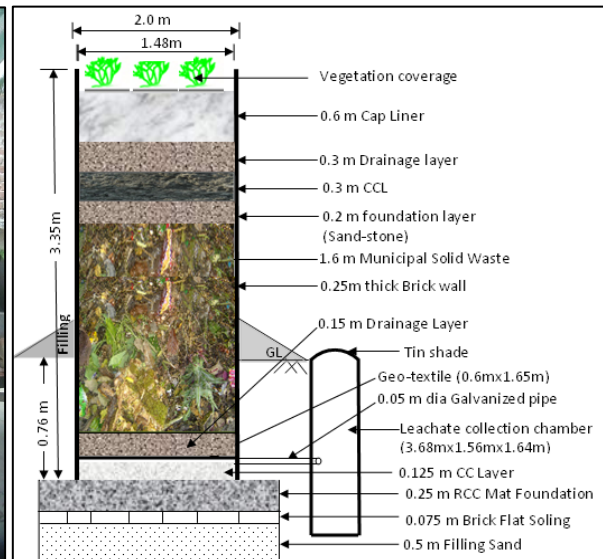 2.0 m
1.48m
Vegetation coverage
0.6 m Cap Liner
0.3 m Drainage layer
0.3 m CCL
0.2 m foundation layer
(Sand-stone)
3.35m
1.6 m Municipal Solid Waste
0.25m thick Brick wall
0.15 m Drainage Layer
Filling
GL
Tin shade
Geo-textile (0.6mx1.65m)
0.05 m dia Galvanized pipe
0.76 m
Leachate collection chamber
(3.68mx1.56mx1.64m)
0.125 m CC Layer
0.25 m RCC Mat Foundation
0.075 m Brick Flat Soling
0.5 m Filling Sand